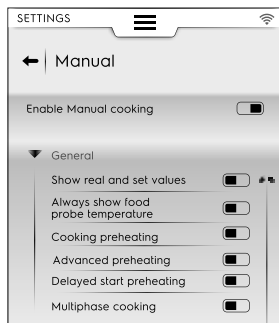 SETTINGS
Manual
Enable Manual cooking
General
Show real and set values
Always show food
probe temperature
Cooking preheating
Advanced preheating
Delayed start preheating
Multiphase cooking